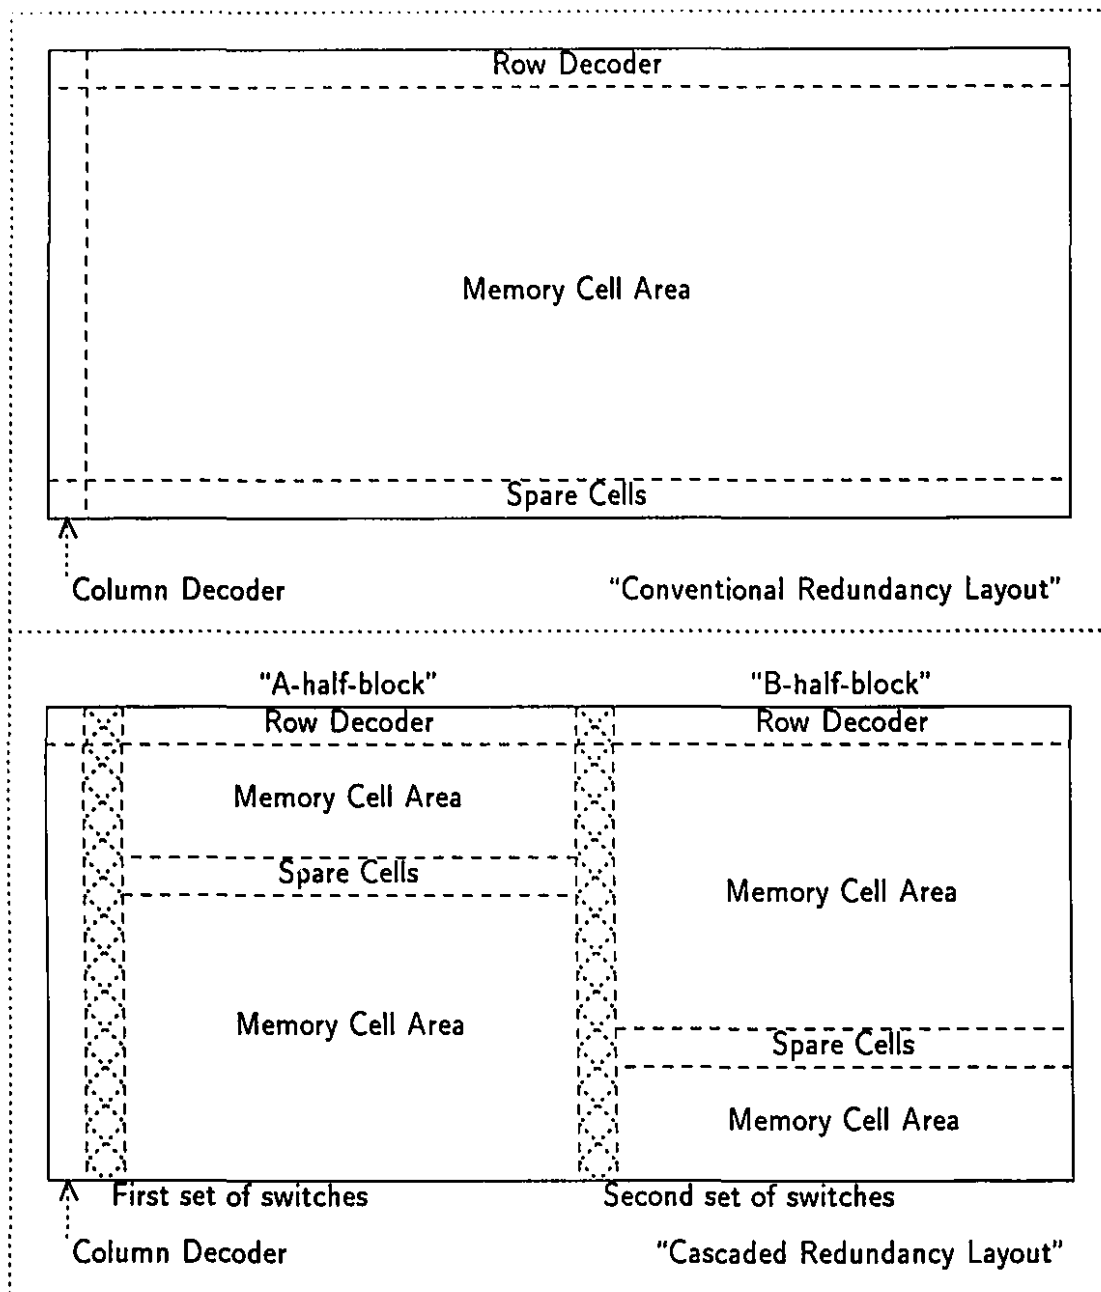 Row Decoder
Memory Cell Area
Spare Cells
Column Decoder
"Conventional Redundancy Layout"
"A-half-block"
"B-half-block"
Row Decoder
Row Decoder
Memory Cell Area
Spare Cells
Memory Cell Area
Memory Cell Area
Spare Cells
Memory Cell Area
First set of switches
Second set of switches
Column Decoder
"Cascaded Redundancy Layout"